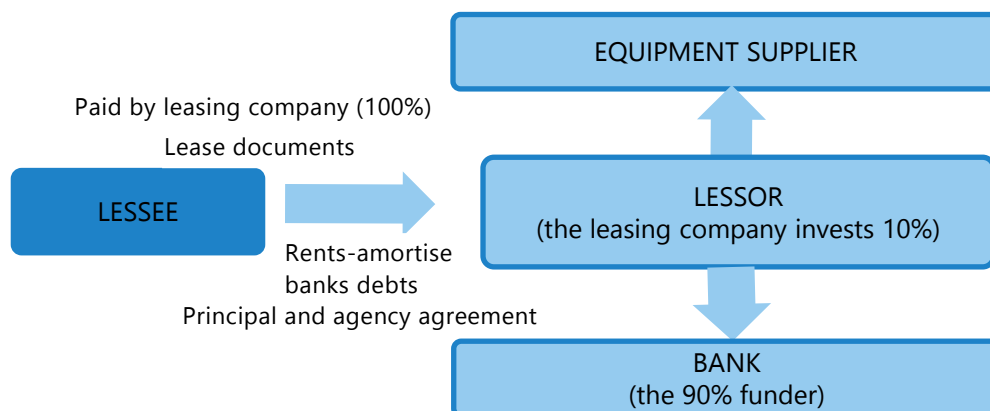 EQUIPMENT SUPPLIER
Paid by leasing company (100%)
Lease documents
LESSEE
LESSOR
(the leasing company invests 10%)
Rents-amortise
banks debts
Principal and agency agreement
BANK
(the 90% funder)